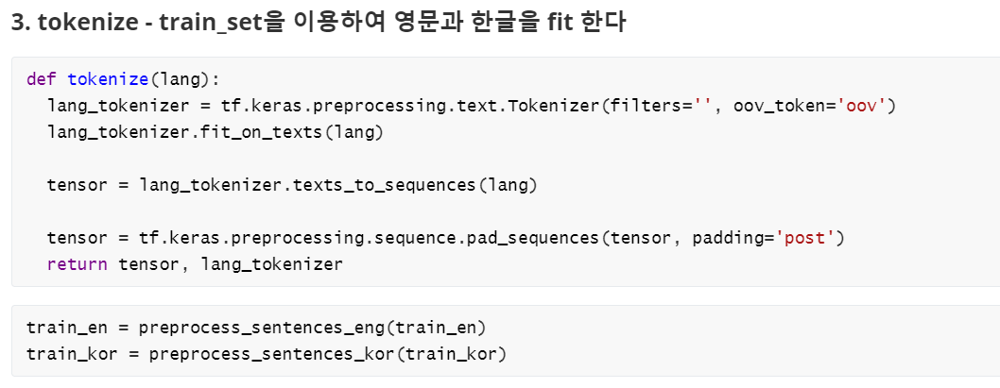 3. tokenize - train_set을 이용하여 영문과 한글을 fit 한다
def tokenize(lang):
  lang_tokenizer = tf.keras.preprocessing.text.Tokenizer(filters='', oov_token='oov')
  lang_tokenizer.fit_on_texts(lang)
  tensor = lang_tokenizer.texts_to_sequences(lang)
  tensor = tf.keras.preprocessing.sequence.pad_sequences(tensor, padding='post')
  return tensor, lang_tokenizer
train_en = preprocess_sentences_eng(train_en)
train_kor = preprocess_sentences_kor(train_kor)